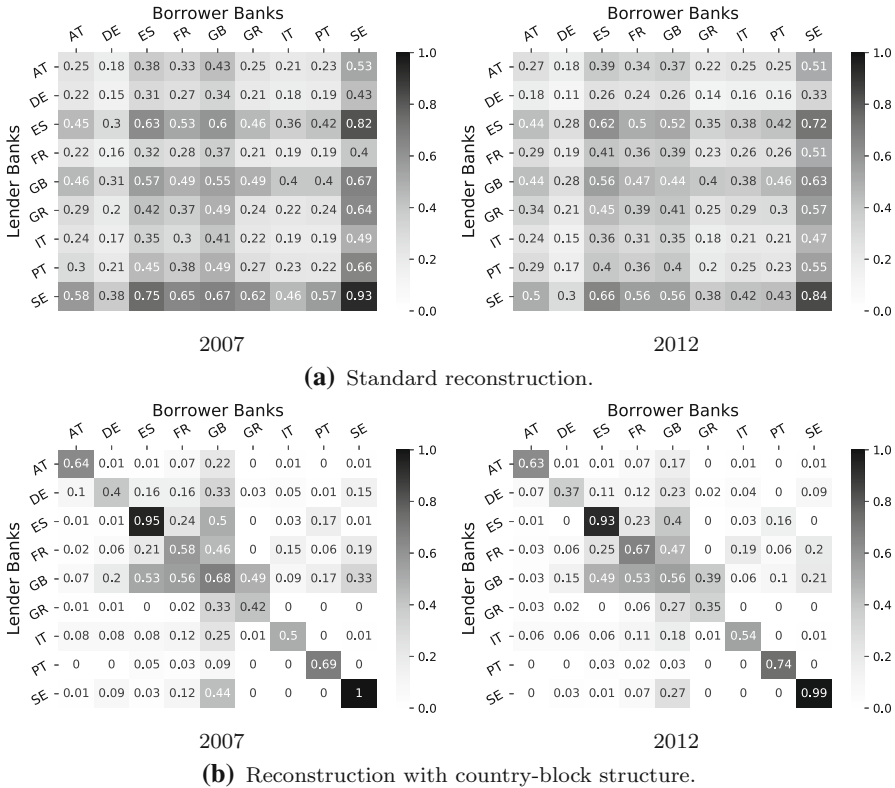 Borrower Banks Borrower Banks
AT DE ES FR GB GR IT PT SE AT DE ES FR GB GR IT PT SE
1.0 1.0
AT 0.25 0.18 0.38 0.33 0.43 0.25 0.21 0.23 0.53 AT 0.27 0.18 0.39 0.34 0.37 0.22 0.25 0.25 0.51
DE 0.22 0.15 0.31 0.27 0.34 0.21 0.18 0.19 0.43 0.8 DE 0.18 0.11 0.26 0.24 0.26 0.14 0.16 0.16 0.33 0.8
ES 0.45 0.3 0.63 0.53 0.6 0.46 0.36 0.42 0.82 ES 0.44 0.28 0.62 0.5 0.52 0.35 0.38 0.42 0.72
FR 0.22 0.16 0.32 0.28 0.37 0.21 0.19 0.19 0.4 0.6 FR 0.29 0.19 0.41 0.36 0.39 0.23 0.26 0.26 0.51 0.6
Lender Banks GB 0.46 0.31 0.57 0.49 0.55 0.49 0.4 0.4 0.67 Lender Banks GB 0.44 0.28 0.56 0.47 0.44 0.4 0.38 0.46 0.63
GR 0.29 0.2 0.42 0.37 0.49 0.24 0.22 0.24 0.64 0.4 GR 0.34 0.21 0.45 0.39 0.41 0.25 0.29 0.3 0.57 0.4
IT 0.24 0.17 0.35 0.3 0.41 0.22 0.19 0.19 0.49 IT 0.24 0.15 0.36 0.31 0.35 0.18 0.21 0.21 0.47
PT 0.3 0.21 0.45 0.38 0.49 0.27 0.23 0.22 0.66 0.2 PT 0.29 0.17 0.4 0.36 0.4 0.2 0.25 0.23 0.55 0.2
SE 0.58 0.38 0.75 0.65 0.67 0.62 0.46 0.57 0.93 SE 0.5 0.3 0.66 0.56 0.56 0.38 0.42 0.43 0.84
0.0 0.0
2007 2012
(a) Standard reconstruction.
Borrower Banks Borrower Banks
AT DE ES FR GB GR IT PT SE AT DE ES FR GB GR IT PT SE
1.0 1.0
AT 0.64 0.01 0.01 0.07 0.22 0 0.01 0 0.01 AT 0.63 0.01 0.01 0.07 0.17 0 0.01 0 0.01
DE 0.1 0.4 0.16 0.16 0.33 0.03 0.05 0.01 0.15 0.8 DE 0.07 0.37 0.11 0.12 0.23 0.02 0.04 0 0.09 0.8
ES 0.01 0.01 0.95 0.24 0.5 0 0.03 0.17 0.01 ES 0.01 0 0.93 0.23 0.4 0 0.03 0.16 0
FR 0.02 0.06 0.21 0.58 0.46 0 0.15 0.06 0.19 0.6 FR 0.03 0.06 0.25 0.67 0.47 0 0.19 0.06 0.2 0.6
Lender Banks GB 0.07 0.2 0.53 0.56 0.68 0.49 0.09 0.17 0.33 Lender Banks GB 0.03 0.15 0.49 0.53 0.56 0.39 0.06 0.1 0.21
GR 0.01 0.01 0 0.02 0.33 0.42 0 0 0 0.4 GR 0.03 0.02 0 0.06 0.27 0.35 0 0 0 0.4
IT 0.08 0.08 0.08 0.12 0.25 0.01 0.5 0 0.01 IT 0.06 0.06 0.06 0.11 0.18 0.01 0.54 0 0.01
PT 0 0 0.05 0.03 0.09 0 0 0.69 0 0.2 PT 0 0 0.03 0.02 0.03 0 0 0.74 0 0.2
SE 0.01 0.09 0.03 0.12 0.44 0 0 0 1 SE 0 0.03 0.01 0.07 0.27 0 0 0 0.99
0.0 0.0
2007 2012
(b) Reconstruction with country-block structure.